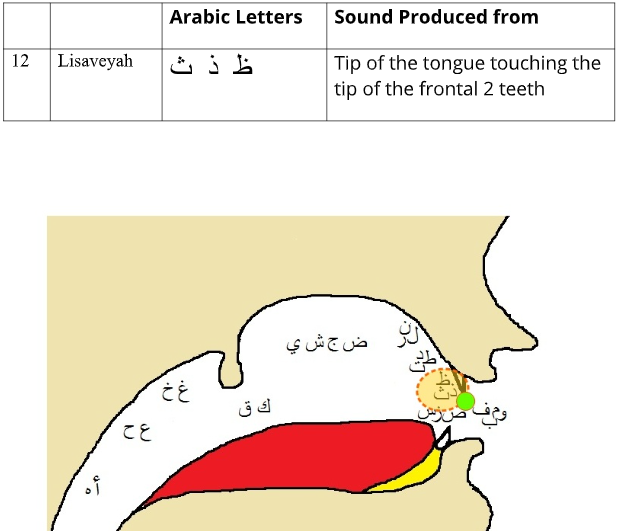 Arabic Letters Sound Produced from
12 Lisaveyah ث ذ ظ Tip of the tongue touching the
tip of the frontal 2 teeth
ن
ل ر
ض ج ش ي
ط د
ت
ظ
ذ ث
غ خ
ك ق
ص ز س
و م ف
ب
ع ح
أ ه